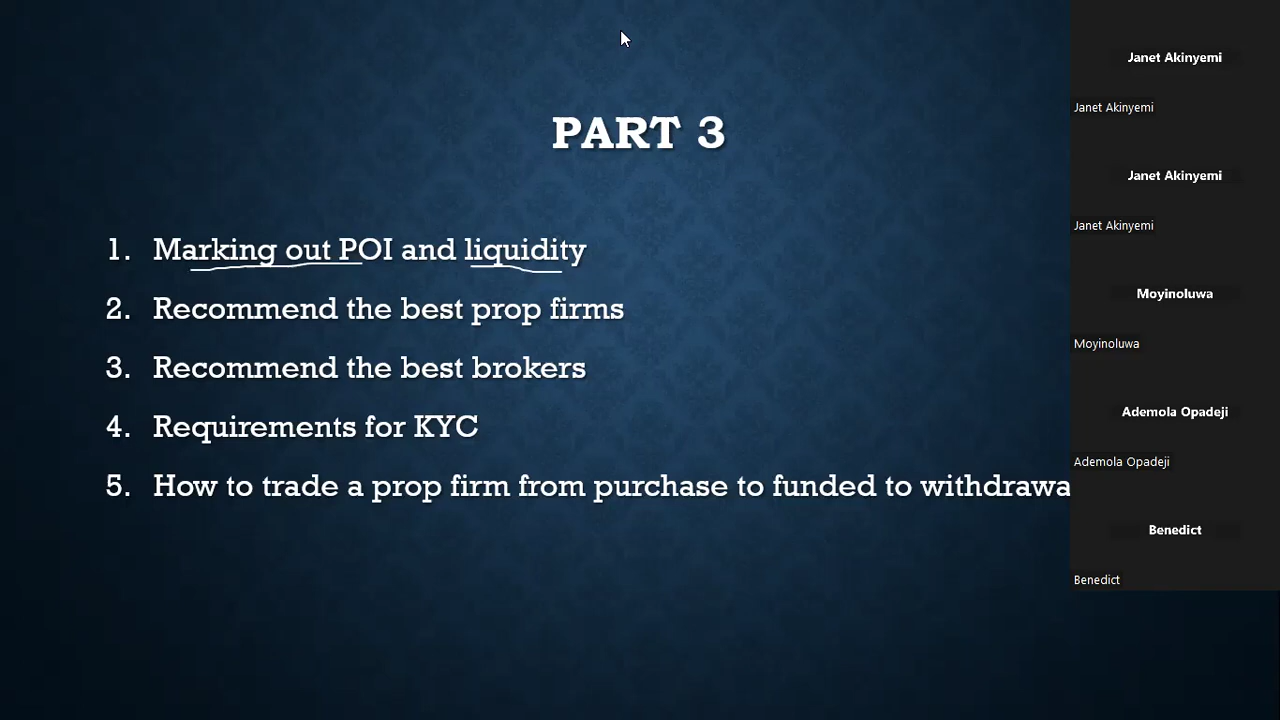 PART 3
1. Marking out POI and liquidity
2. Recommend the best prop firms
3. Recommend the best brokers
4. Requirements for KYC
5. How to trade a prop firm from purchase to funded to withdrawa
Janet Akinyemi
Janet Akinyemi
Janet Akinyemi
Janet Akinyemi
Moyinoluwa
Moyinoluwa
Ademola Opadeji
Ademola Opadeji
Benedict
Benedict